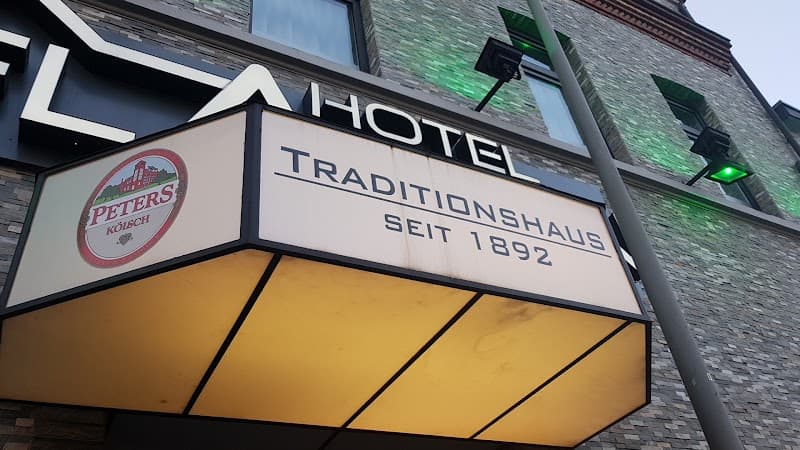 HOTEL
TRADITIONSHAUS
SEIT 1892
PETERS
KÖLSCH